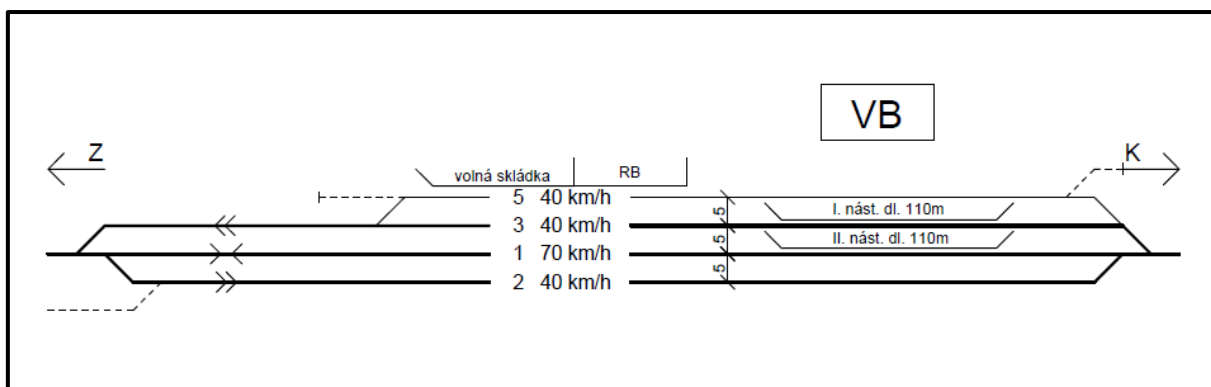 VB
Z
K
volná skládka
RB
5 40 km/h
5
I. nást. dl. 110m
3 40 km/h
5
II. nást. dl. 110m
1 70 km/h
5
2 40 km/h